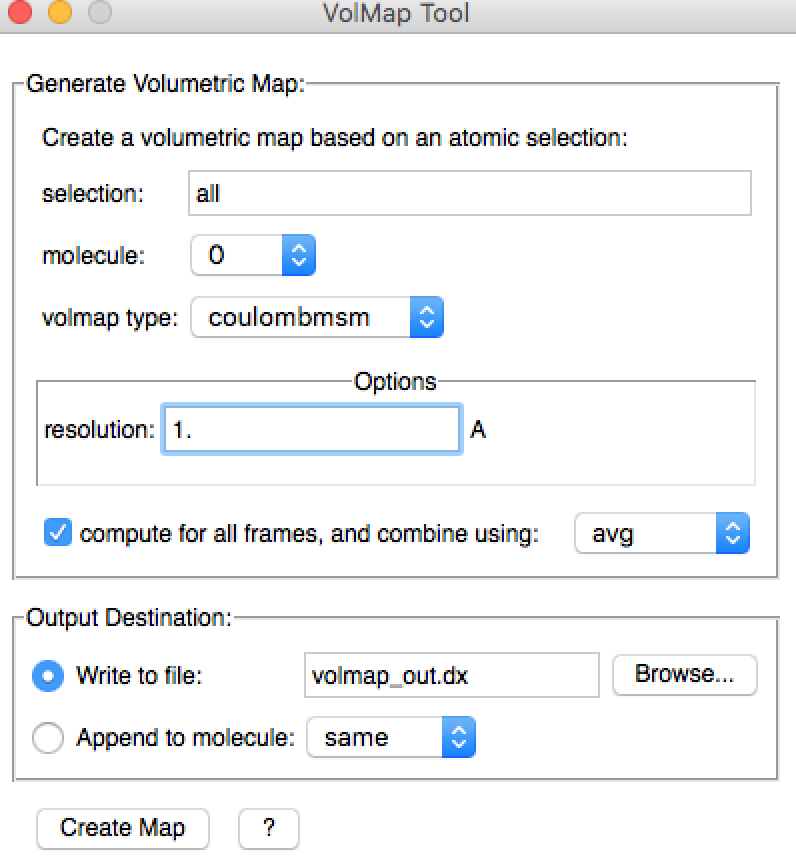 VolMap Tool
Generate Volumetric Map:
Create a volumetric map based on an atomic selection:
selection: all
molecule: 0
volmap type: coulombmsm
Options
resolution: 1. A
compute for all frames, and combine using: avg
Output Destination:
Write to file: volmap_out.dx Browse...
Append to molecule: same
Create Map ?